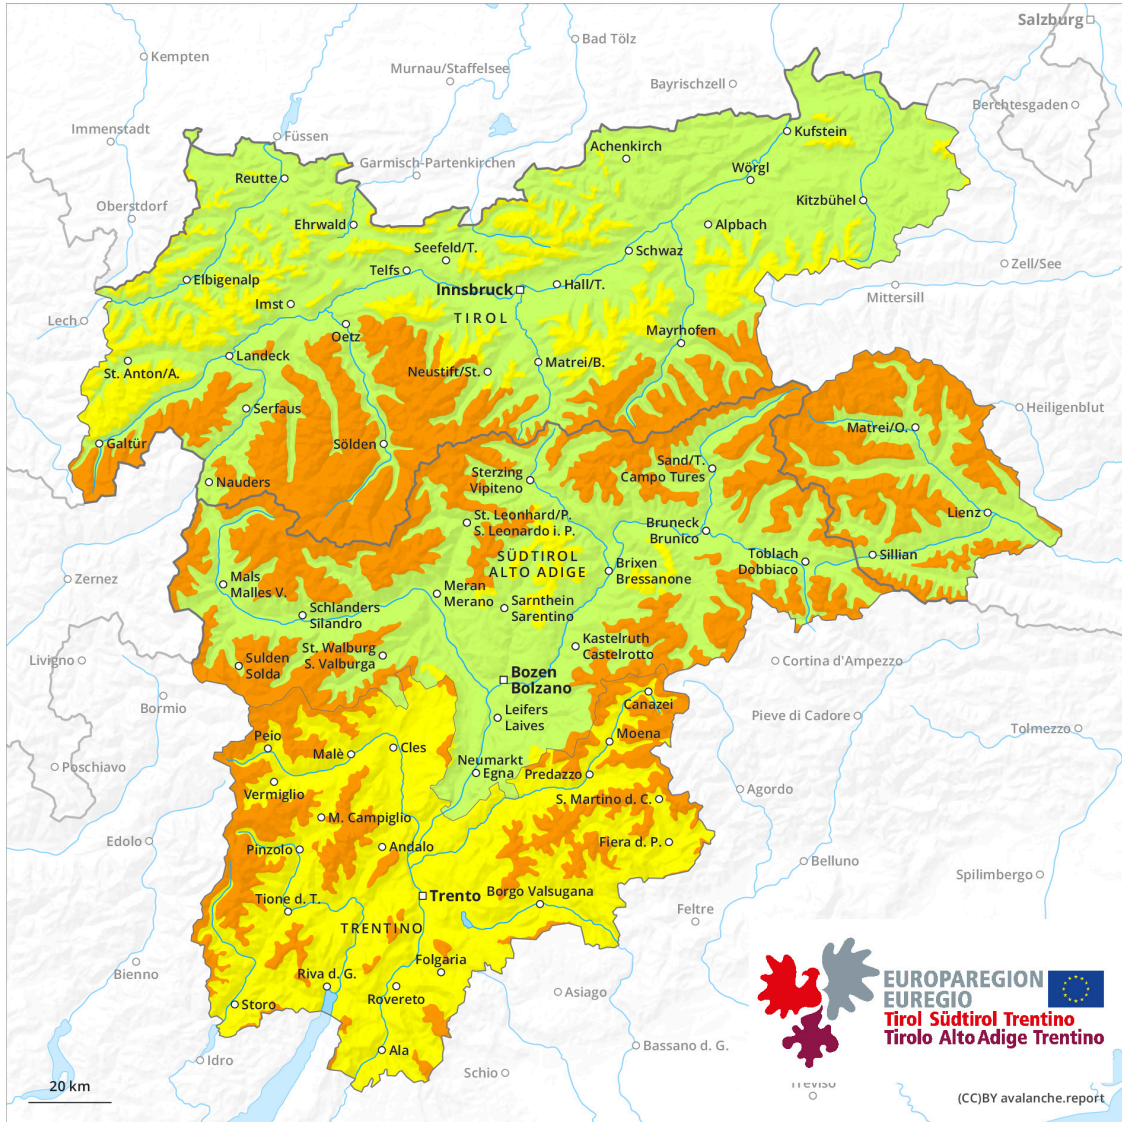 Salzburg
Bad Tölz
Kempten
Murnau/Staffelsee
Bayrischzell
Berchtesgaden
Immenstadt
Füssen
Kufstein
Achenkirch
Garmisch-Partenkirchen
Wörgl
Reutte
Kitzbühel
Oberstdorf
Ehrwald
Alpbach
Seefeld/T.
Schwaz
Zell/See
Telfs
Elbigenalp
Hall/T.
Innsbruck
Mittersill
Imst
TIROL
Lech
Mayrhofen
Oetz
Landeck
Matrei/B.
St. Anton/A.
Neustift/St.
Serfaus
Heiligenblut
Matrei/O.
Galtür
Sölden
Sand/T.
Campo Tures
Sterzing
Vipiteno
Nauders
Lienz
St. Leonhard/P.
S. Leonardo i. P.
Bruneck
Brunico
SÜDTIROL
ALTO ADIGE
Toblach
Dobbiaco
Sillian
Brixen
Bressanone
Zernez
Mals
Malles V.
Meran
Merano
Sarnthein
Sarentino
Schlanders
Silandro
Kastelruth
Castelrotto
St. Walburg
S. Valburga
Livigno
Sulden
Solda
Cortina d'Ampezzo
Bozen
Bolzano
Canazei
Bormio
Leifers
Laives
Pieve di Cadore
Tolmezzo
Peio
Moena
Malè
Cles
Neumarkt
Egna
Poschiavo
Predazzo
Vermiglio
Agordo
S. Martino d. C.
M. Campiglio
Edolo
Pinzolo
Andalo
Fiera d. P.
Belluno
Spilimbergo
Trento
Borgo Valsugana
Tione d. T.
Feltre
TRENTINO
Folgaria
Bienno
Riva d. G.
Rovereto
Asiago
Storo
EUROPAREGION
EUREGIO
Tirol Südtirol Trentino
Tirolo Alto Adige Trentino
Ala
Bassano d. G.
Idro
Schio
20 km
Treviso
(CC)BY avalanche.report